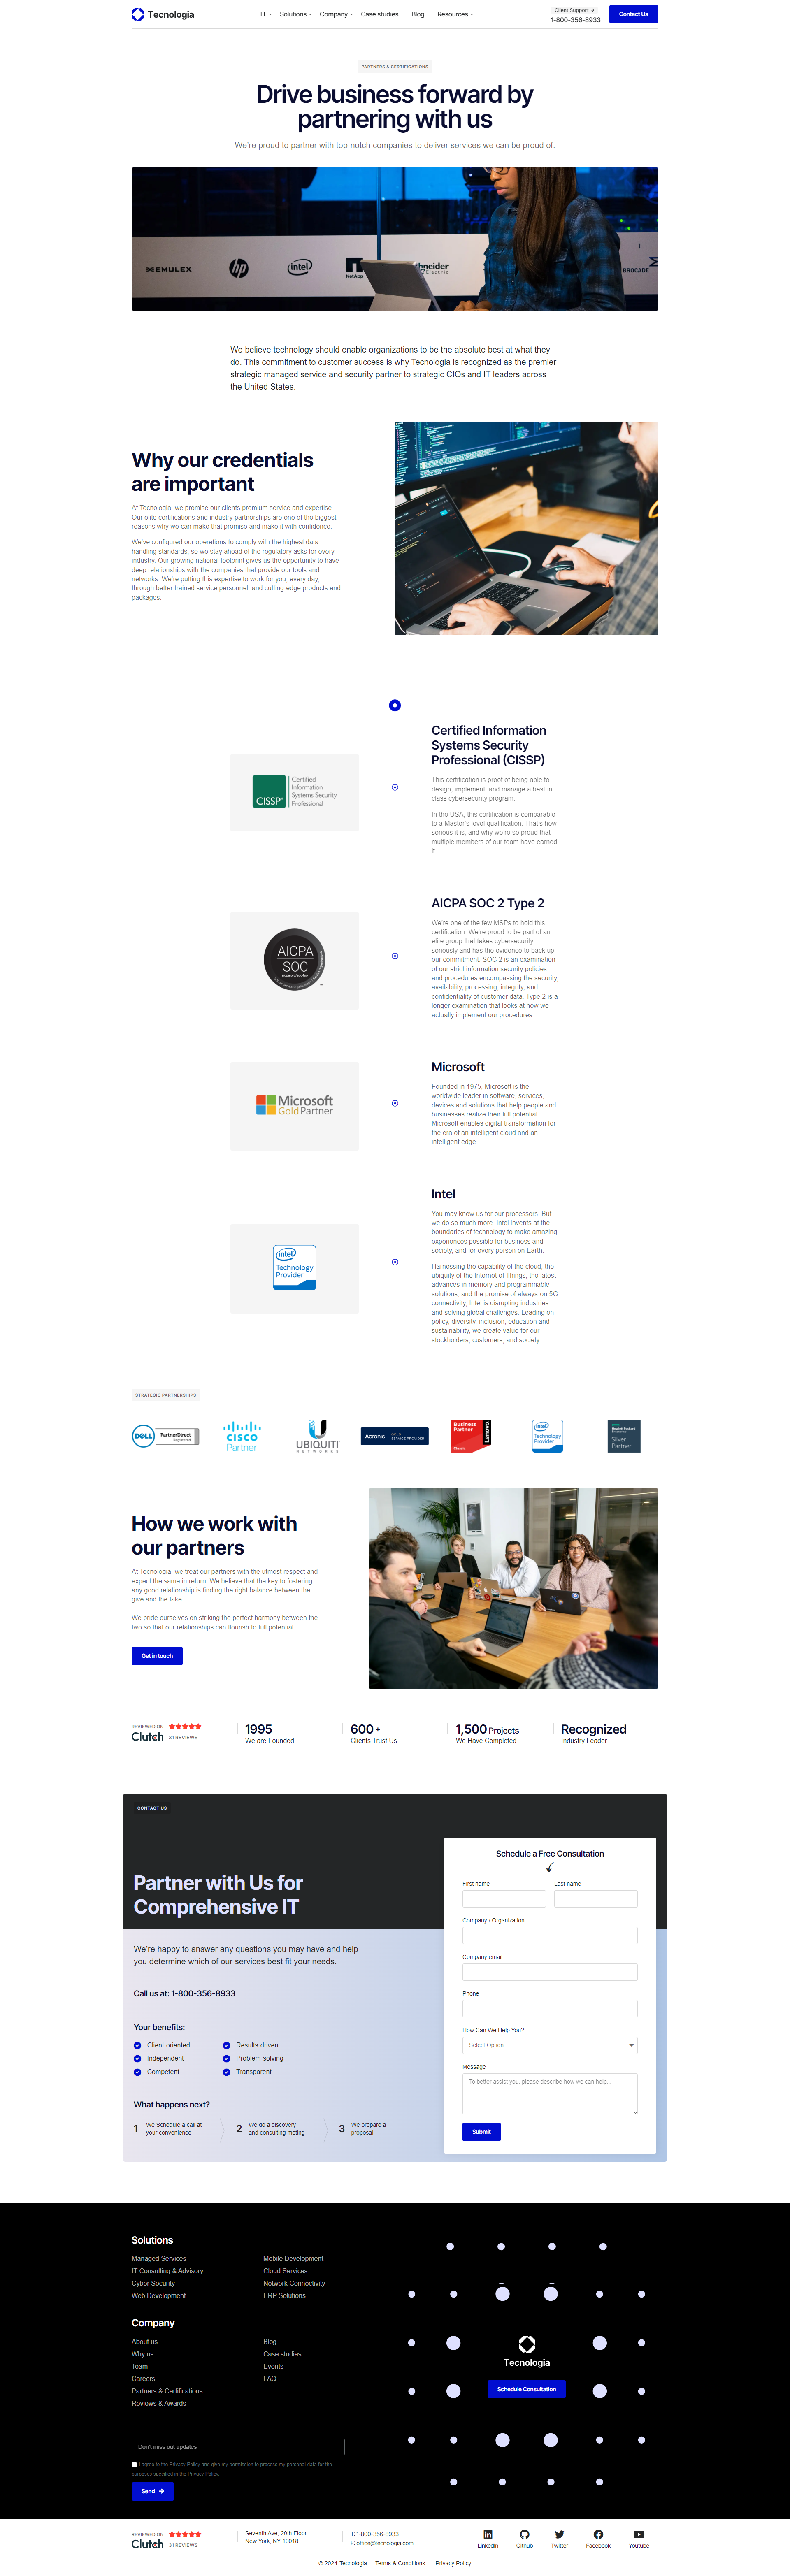 Tecnologia
H.
Solutions
Company
Case studies
Blog
Resources
Client Support →
1-800-356-8933
Contact Us
PARTNERS & CERTIFICATIONS
Drive business forward by
partnering with us
We're proud to partner with top-notch companies to deliver services we can be proud of.
EMULEX
hp
intel
NetApp
hneider
Electric
BROCADE
We believe technology should enable organizations to be the absolute best at what they
do. This commitment to customer success is why Tecnologia is recognized as the premier
strategic managed service and security partner to strategic CIOs and IT leaders across
the United States.
Why our credentials
are important
At Tecnologia, we promise our clients premium service and expertise.
Our elite certifications and industry partnerships are one of the biggest
reasons why we can make that promise and make it with confidence.
We've configured our operations to comply with the highest data
handling standards, so we stay ahead of the regulatory asks for every
industry. Our growing national footprint gives us the opportunity to have
deep relationships with the companies that provide our tools and
networks. We're putting this expertise to work for you, every day,
through better trained service personnel, and cutting-edge products and
packages.
CISSP
Certified
Information
Systems Security
Professional
Certified Information
Systems Security
Professional (CISSP)
This certification is proof of being able to
design, implement, and manage a best-in-
class cybersecurity program.
In the USA, this certification is comparable
to a Master's level qualification. That's how
serious it is, and why we're so proud that
multiple members of our team have earned
it.
AICPA
SOC
AICPA SOC 2 Type 2
We're one of the few MSPs to hold this
certification. We're proud to be part of an
elite group that takes cybersecurity
seriously and has the evidence to back up
our commitment. SOC 2 is an examination
of our strict information security policies
and procedures encompassing the security,
availability, processing, integrity, and
confidentiality of customer data. Type 2 is a
longer examination that looks at how we
actually implement our procedures.
Microsoft
Gold Partner
Microsoft
Founded in 1975, Microsoft is the
worldwide leader in software, services,
devices and solutions that help people and
businesses realize their full potential.
Microsoft enables digital transformation for
the era of an intelligent cloud and an
intelligent edge.
intel
Technology
Provider
Intel
You may know us for our processors. But
we do so much more. Intel invents at the
boundaries of technology to make amazing
experiences possible for business and
society, and for every person on Earth.
Harnessing the capability of the cloud, the
ubiquity of the Internet of Things, the latest
advances in memory and programmable
solutions, and the promise of always-on 5G
connectivity, Intel is disrupting industries
and solving global challenges. Leading on
policy, diversity, inclusion, education and
sustainability, we create value for our
stockholders, customers, and society.
STRATEGIC PARTNERSHIPS
DELL
PartnerDirect
Registered
CISCO
Partner
UBIQUITI
NETWORKS
Acronis
SERVICE PROVIDER
Business
Partner
Classic
Lenovo
intel
Technology
Provider
Silver
Partner
How we work with
our partners
At Tecnologia, we treat our partners with the utmost respect and
expect the same in return. We believe that the key to fostering
any good relationship is finding the right balance between the
give and the take.
We pride ourselves on striking the perfect harmony between the
two so that our relationships can flourish to full potential.
Get in touch
REVIEWED ON
Clutch
31 REVIEWS
1995
We are Founded
600 +
Clients Trust Us
1,500 Projects
We Have Completed
Recognized
Industry Leader
CONTACT US
Partner with Us for
Comprehensive IT
We're happy to answer any questions you may have and help
you determine which of our services best fit your needs.
Call us at: 1-800-356-8933
Your benefits:
Client-oriented
Results-driven
Independent
Problem-solving
Competent
Transparent
What happens next?
1
We Schedule a call at
your convenience
2
We do a discovery
and consulting meting
3
We prepare a
proposal
Schedule a Free Consultation
First name
Last name
Company / Organization
Company email
Phone
How Can We Help You?
Select Option
Message
To better assist you, please describe how we can help...
Submit
Solutions
Managed Services
Mobile Development
IT Consulting & Advisory
Cloud Services
Cyber Security
Network Connectivity
Web Development
ERP Solutions
Company
About us
Blog
Why us
Case studies
Team
Events
Careers
FAQ
Partners & Certifications
Reviews & Awards
Don't miss out updates
I agree to the Privacy Policy and give my permission to process my personal data for the
purposes specified in the Privacy Policy.
Send →
Tecnologia
Schedule Consultation
REVIEWED ON
Clutch
31 REVIEWS
Seventh Ave, 20th Floor
New York, NY 10018
T: 1-800-356-8933
E: office@tecnologia.com
LinkedIn
Github
Twitter
Facebook
Youtube
© 2024 Tecnologia
Terms & Conditions
Privacy Policy